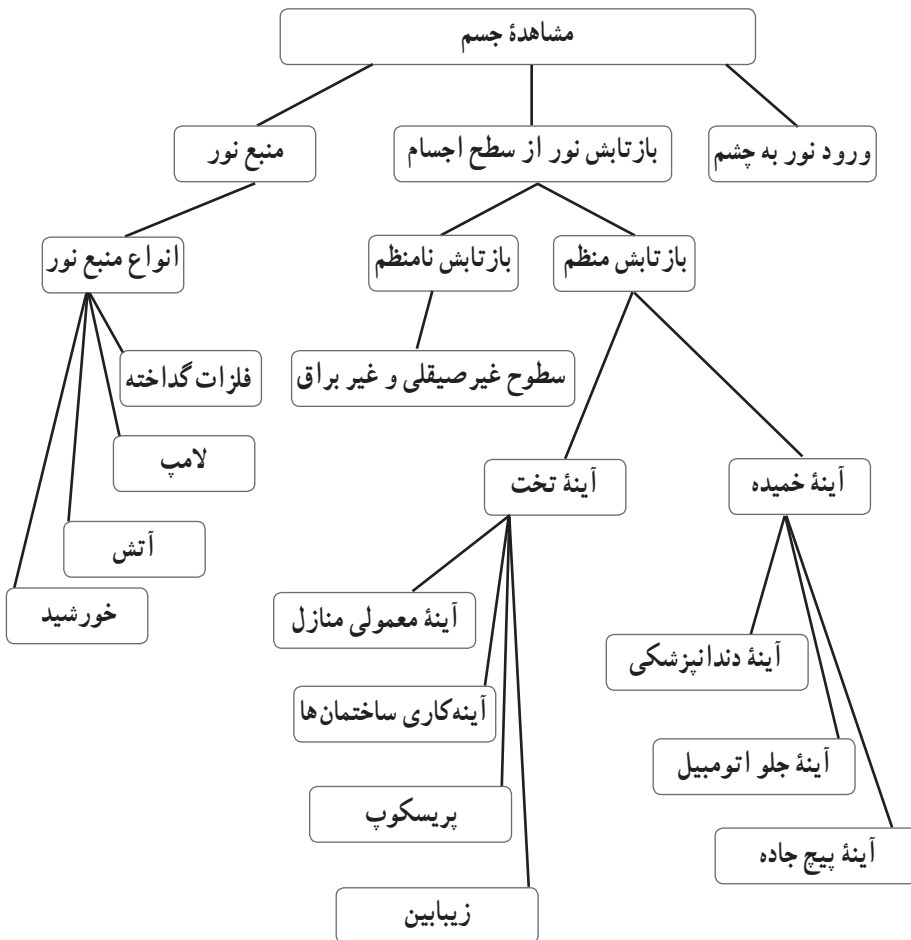 مشاهدهٔ جسم
ورود نور به چشم
بازتابش نور از سطح اجسام
منبع نور
بازتابش منظم
بازتابش نامنظم
انواع منبع نور
سطوح غیرصیقلی و غیر براق
فلزات گداخته
لامپ
آتش
خورشید
آینهٔ خمیده
آینهٔ تخت
آینهٔ معمولی منازل
آینه‌کاری ساختمان‌ها
پریسکوپ
زیبابین
آینهٔ دندانپزشکی
آینهٔ جلو اتومبیل
آینهٔ پیچ جاده